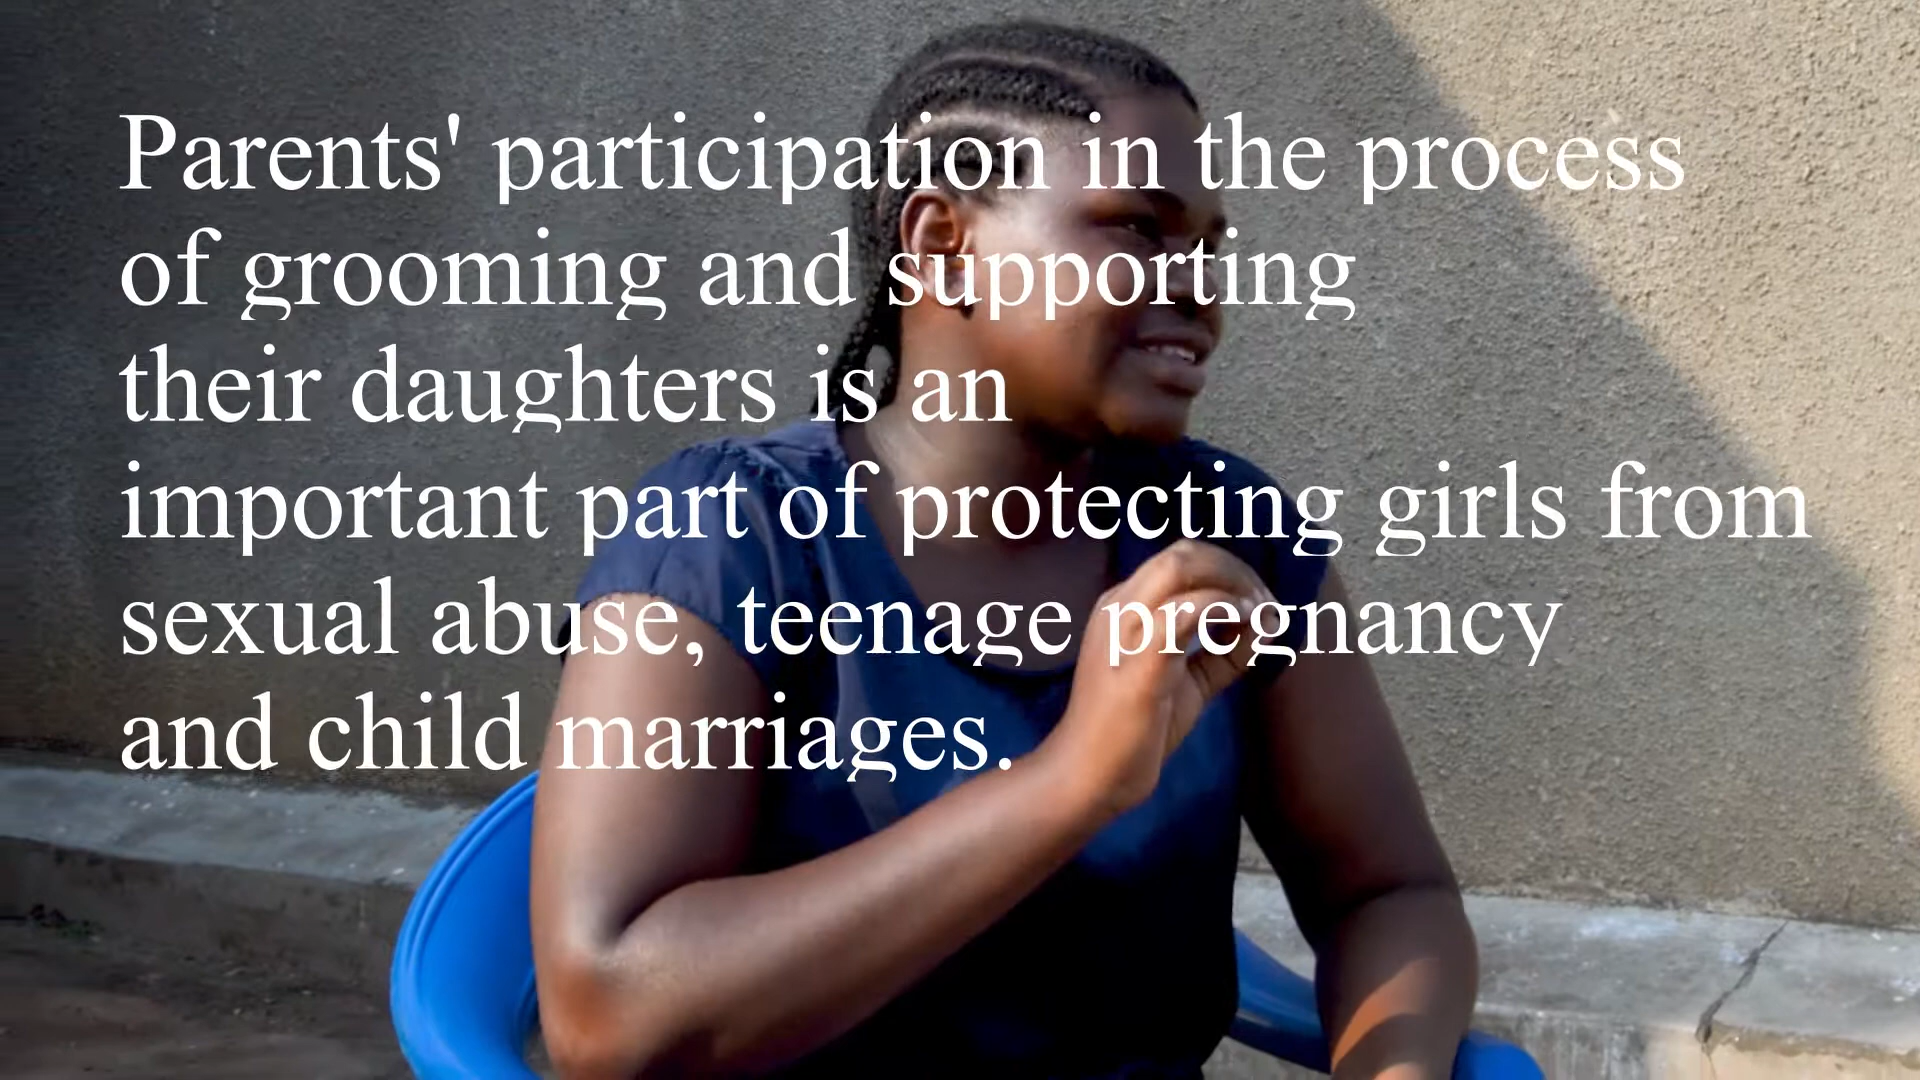 Parents' participation in the process
of grooming and supporting
their daughters is an
important part of protecting girls from
sexual abuse, teenage pregnancy
and child marriages.